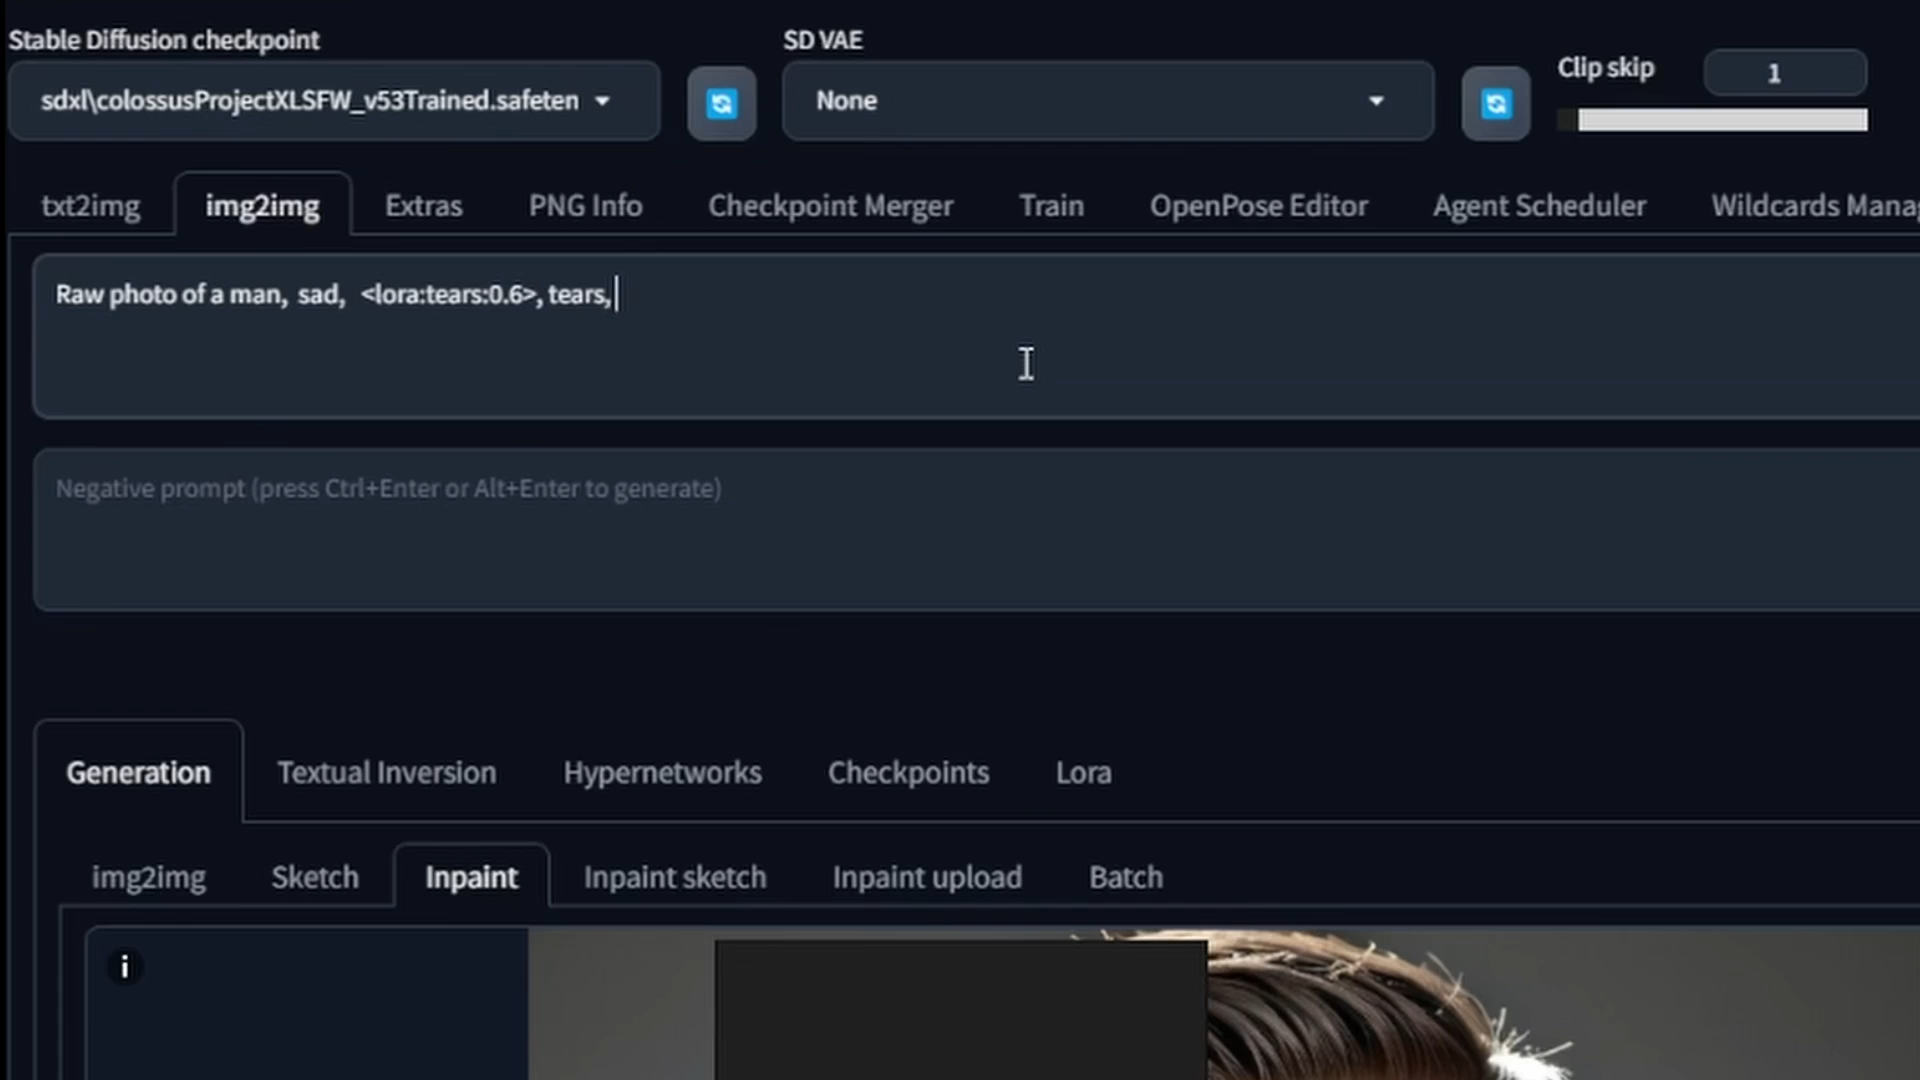 Stable Diffusion checkpoint
SD VAE
Clip skip
1
sdxl\colossusProjectXLSFW_v53Trained.safeten
None
txt2img img2img Extras PNG Info Checkpoint Merger Train OpenPose Editor Agent Scheduler Wildcards Mana
Raw photo of a man, sad, <lora:tears:0.6>, tears,
Negative prompt (press Ctrl+Enter or Alt+Enter to generate)
Generation Textual Inversion Hypernetworks Checkpoints Lora
img2img Sketch Inpaint Inpaint sketch Inpaint upload Batch
i